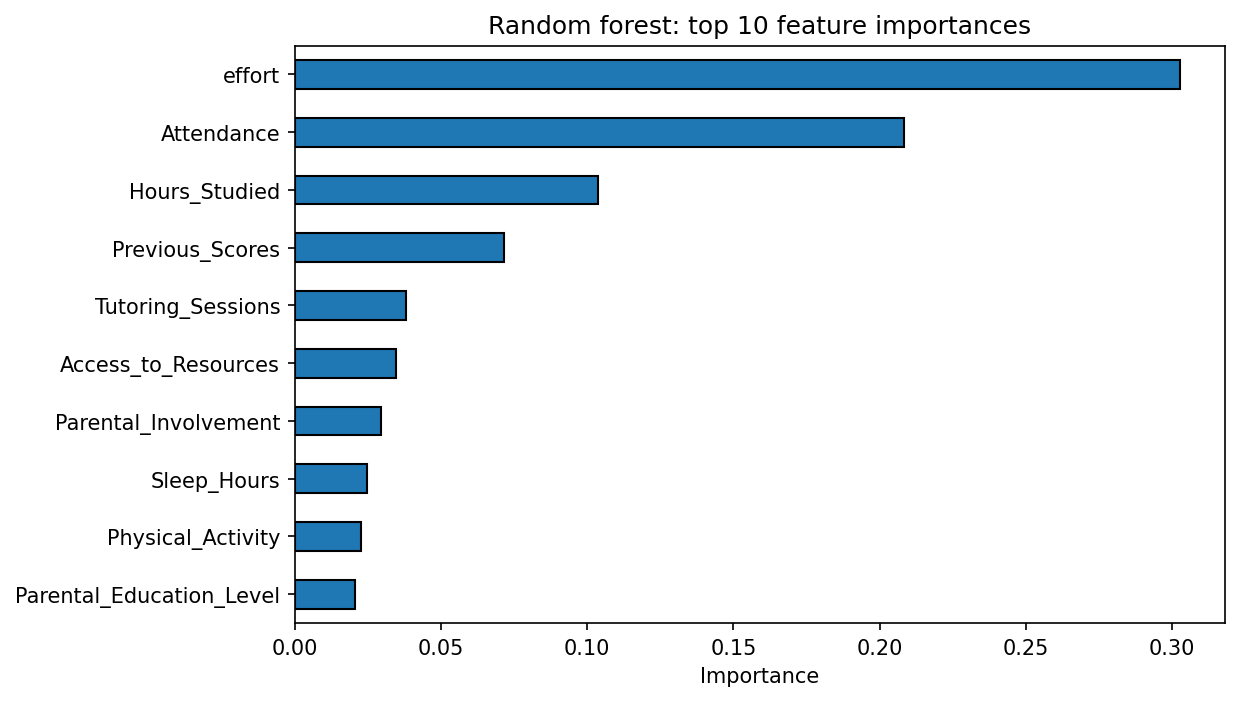 Random forest: top 10 feature importances
effort
Attendance
Hours_Studied
Previous_Scores
Tutoring_Sessions
Access_to_Resources
Parental_Involvement
Sleep_Hours
Physical_Activity
Parental_Education_Level
0.00 0.05 0.10 0.15 0.20 0.25 0.30
Importance